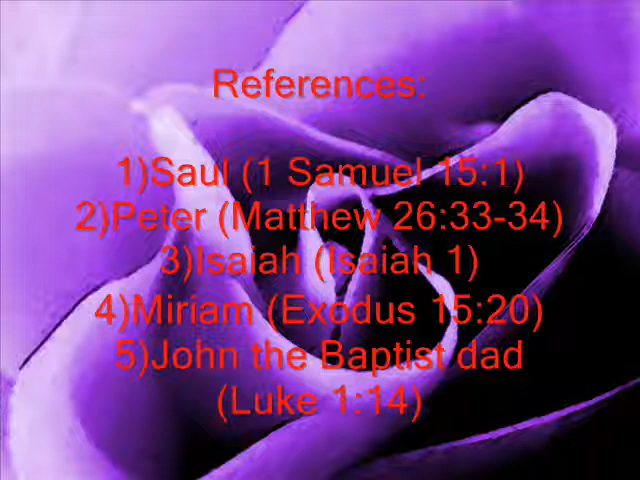 References:
1)Saul (1 Samuel 15:1)
2)Peter (Matthew 26:33-34)
3)Isaiah (Isaiah 1)
4)Miriam (Exodus 15:20)
5)John the Baptist dad
(Luke 1:14)